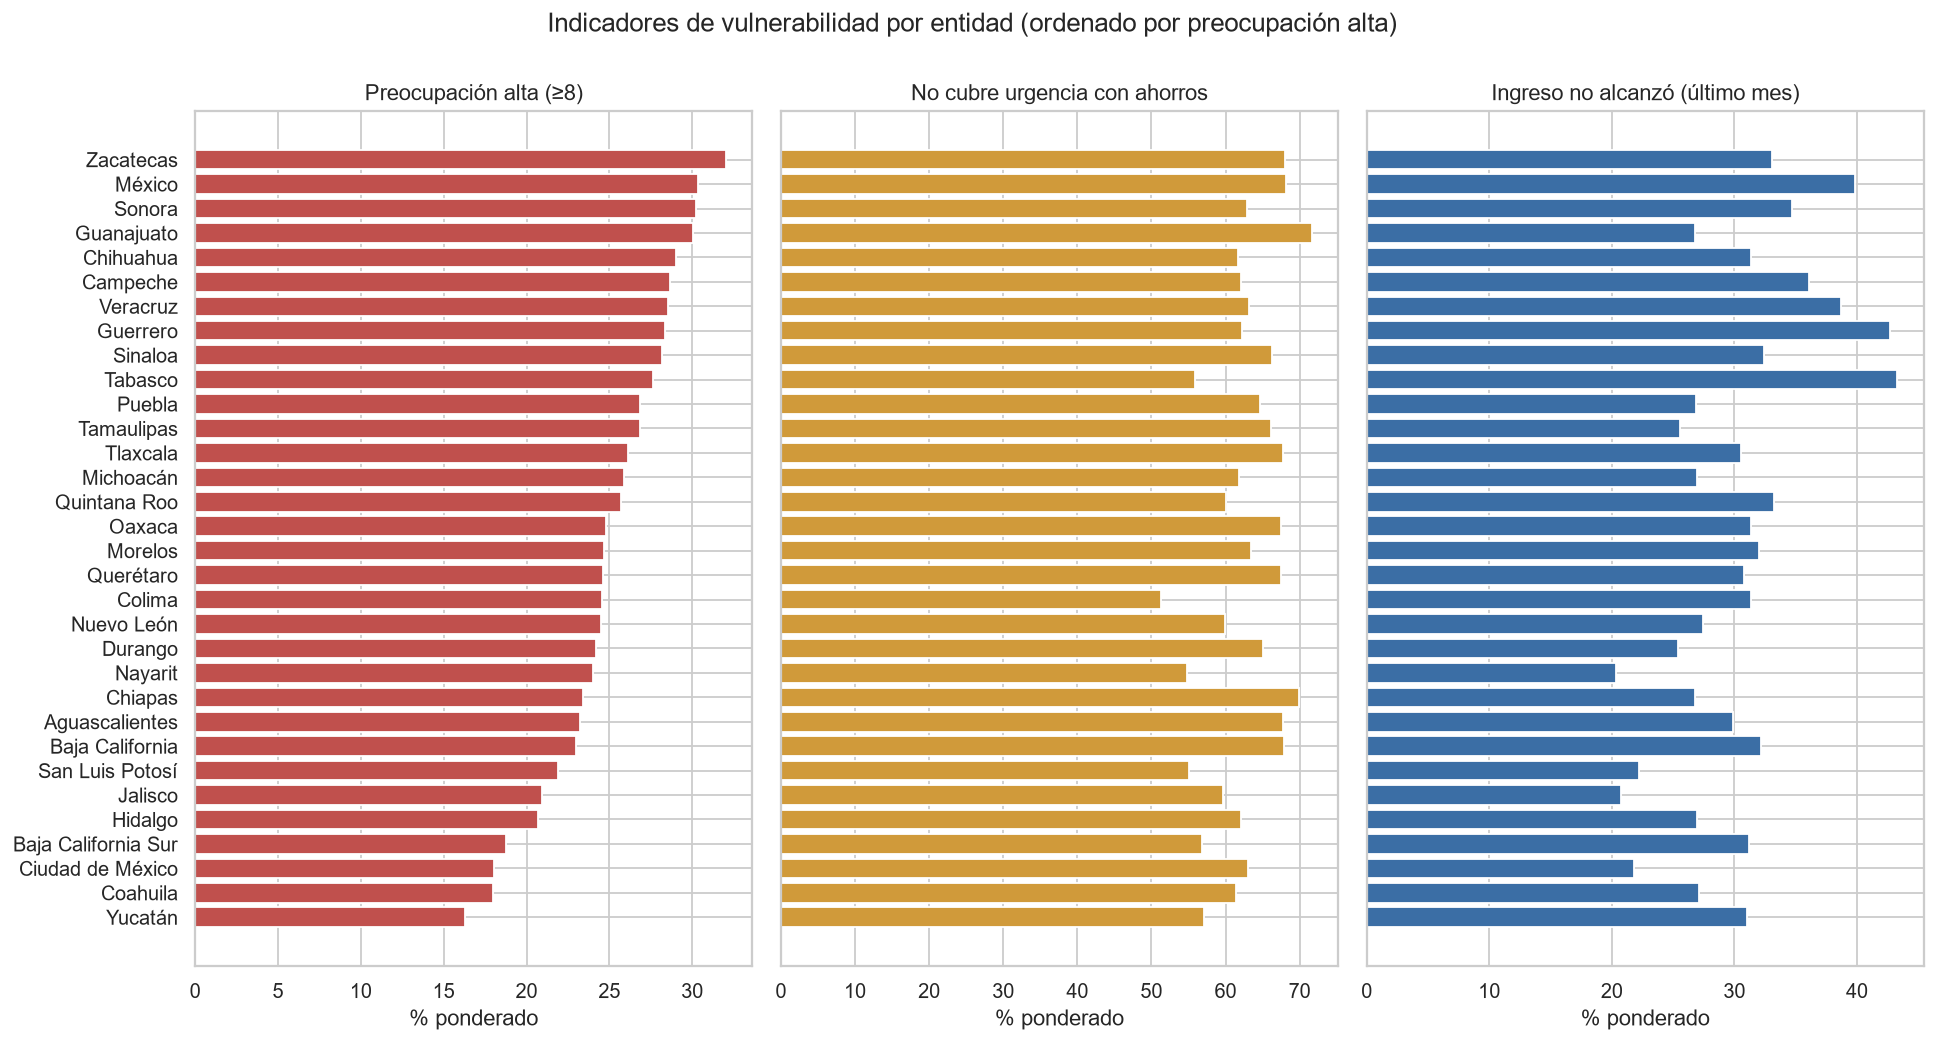 Indicadores de vulnerabilidad por entidad (ordenado por preocupación alta)
Preocupación alta (≥8)
No cubre urgencia con ahorros
Ingreso no alcanzó (último mes)
Zacatecas
México
Sonora
Guanajuato
Chihuahua
Campeche
Veracruz
Guerrero
Sinaloa
Tabasco
Puebla
Tamaulipas
Tlaxcala
Michoacán
Quintana Roo
Oaxaca
Morelos
Querétaro
Colima
Nuevo León
Durango
Nayarit
Chiapas
Aguascalientes
Baja California
San Luis Potosí
Jalisco
Hidalgo
Baja California Sur
Ciudad de México
Coahuila
Yucatán
0 5 10 15 20 25 30
% ponderado
0 10 20 30 40 50 60 70
% ponderado
0 10 20 30 40
% ponderado